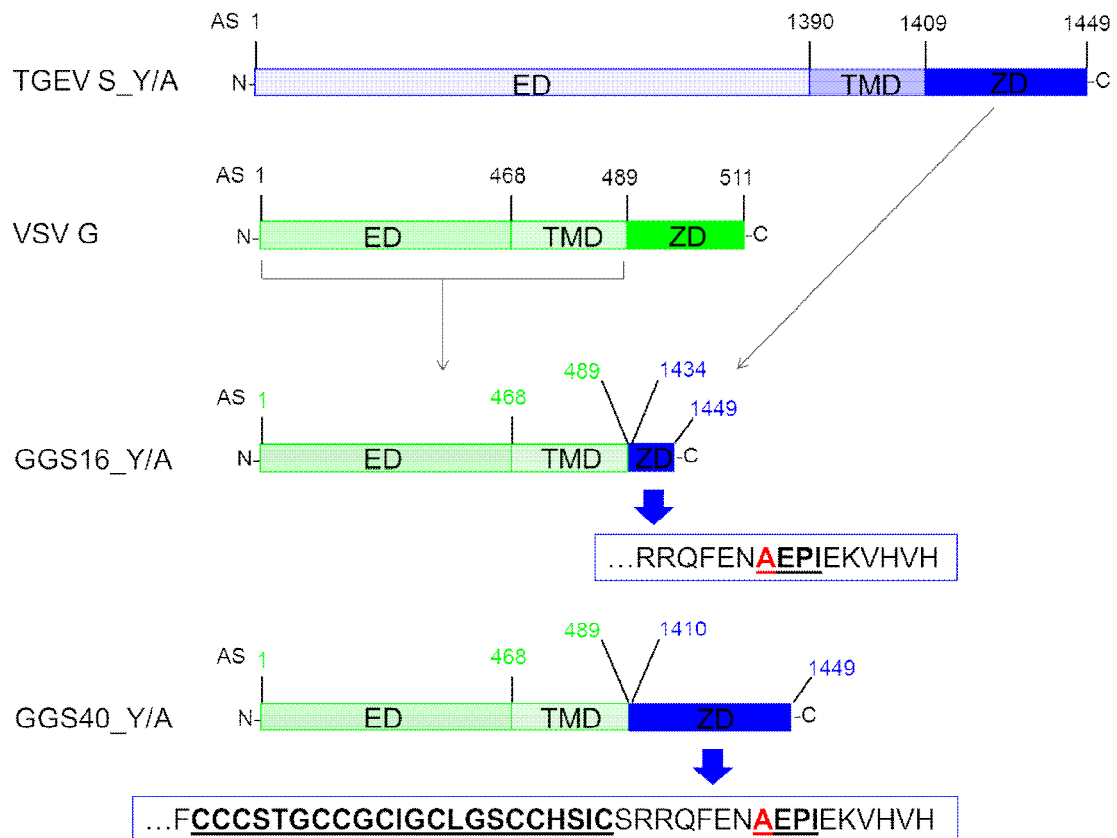 AS 1 1390 1409 1449
TGEV S_Y/A N- ED TMD ZD -C
AS 1 468 489 511
VSV G N- ED TMD ZD -C
489 1434
AS 1 468 1449
GGS16_Y/A N- ED TMD ZD -C
...RRQFENAEPIEKVHVH
489 1410
AS 1 468 1449
GGS40_Y/A N- ED TMD ZD -C
...FCCCSTGCCGCIGCLGSCCHSICSRRQFENAEPIEKVHVH